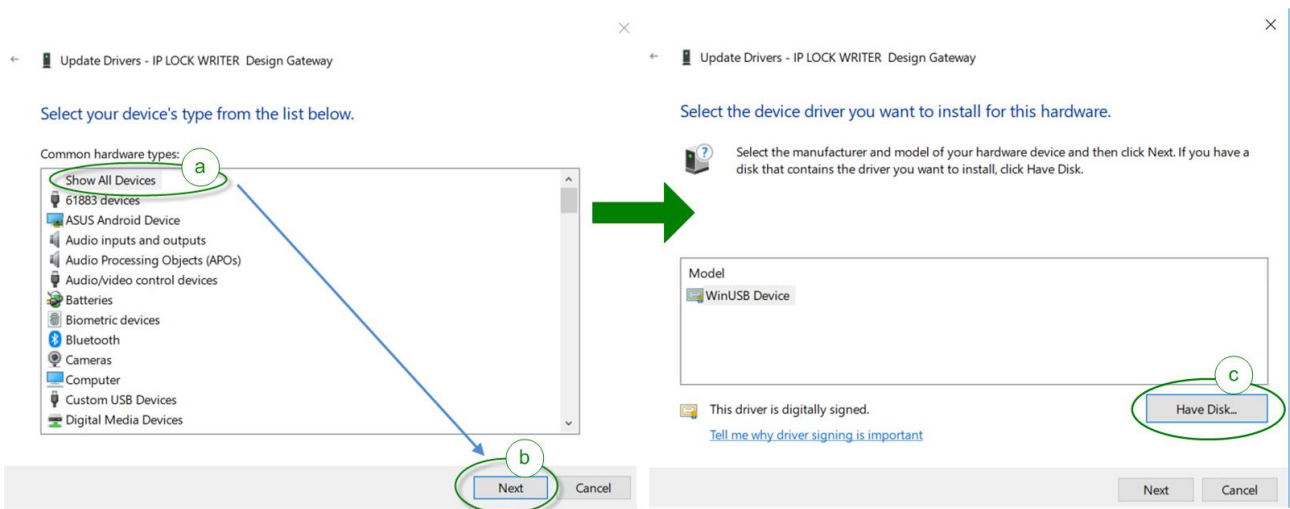 Update Drivers - IP LOCK WRITER Design Gateway
Select your device's type from the list below.
Common hardware types:
a
Show All Devices
61883 devices
ASUS Android Device
Audio inputs and outputs
Audio Processing Objects (APOs)
Audio/video control devices
Batteries
Biometric devices
Bluetooth
Cameras
Computer
Custom USB Devices
Digital Media Devices
b
Next Cancel
Update Drivers - IP LOCK WRITER Design Gateway
Select the device driver you want to install for this hardware.
Select the manufacturer and model of your hardware device and then click Next. If you have a
disk that contains the driver you want to install, click Have Disk.
Model
WinUSB Device
c
This driver is digitally signed.
Have Disk...
Tell me why driver signing is important
Next Cancel